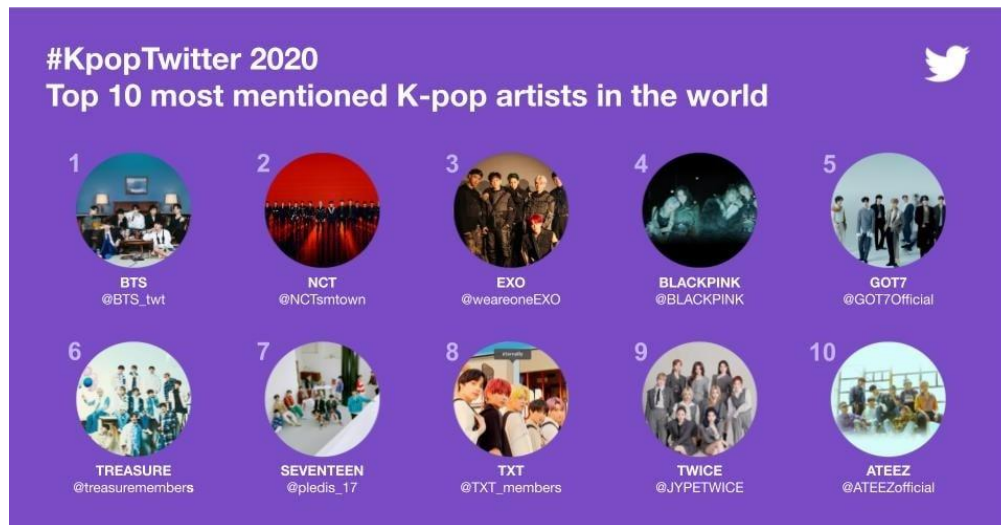 #KpopTwitter 2020
Top 10 most mentioned K-pop artists in the world
1
BTS
@BTS_twt
2
NCT
@NCTsmtown
3
EXO
@weareoneEXO
4
BLACKPINK
@BLACKPINK
5
GOT7
@GOT7Official
6
TREASURE
@treasuremembers
7
SEVENTEEN
@pledis_17
8
eternally
TXT
@TXT_members
9
TWICE
@JYPETWICE
10
ATEEZ
@ATEEZofficial